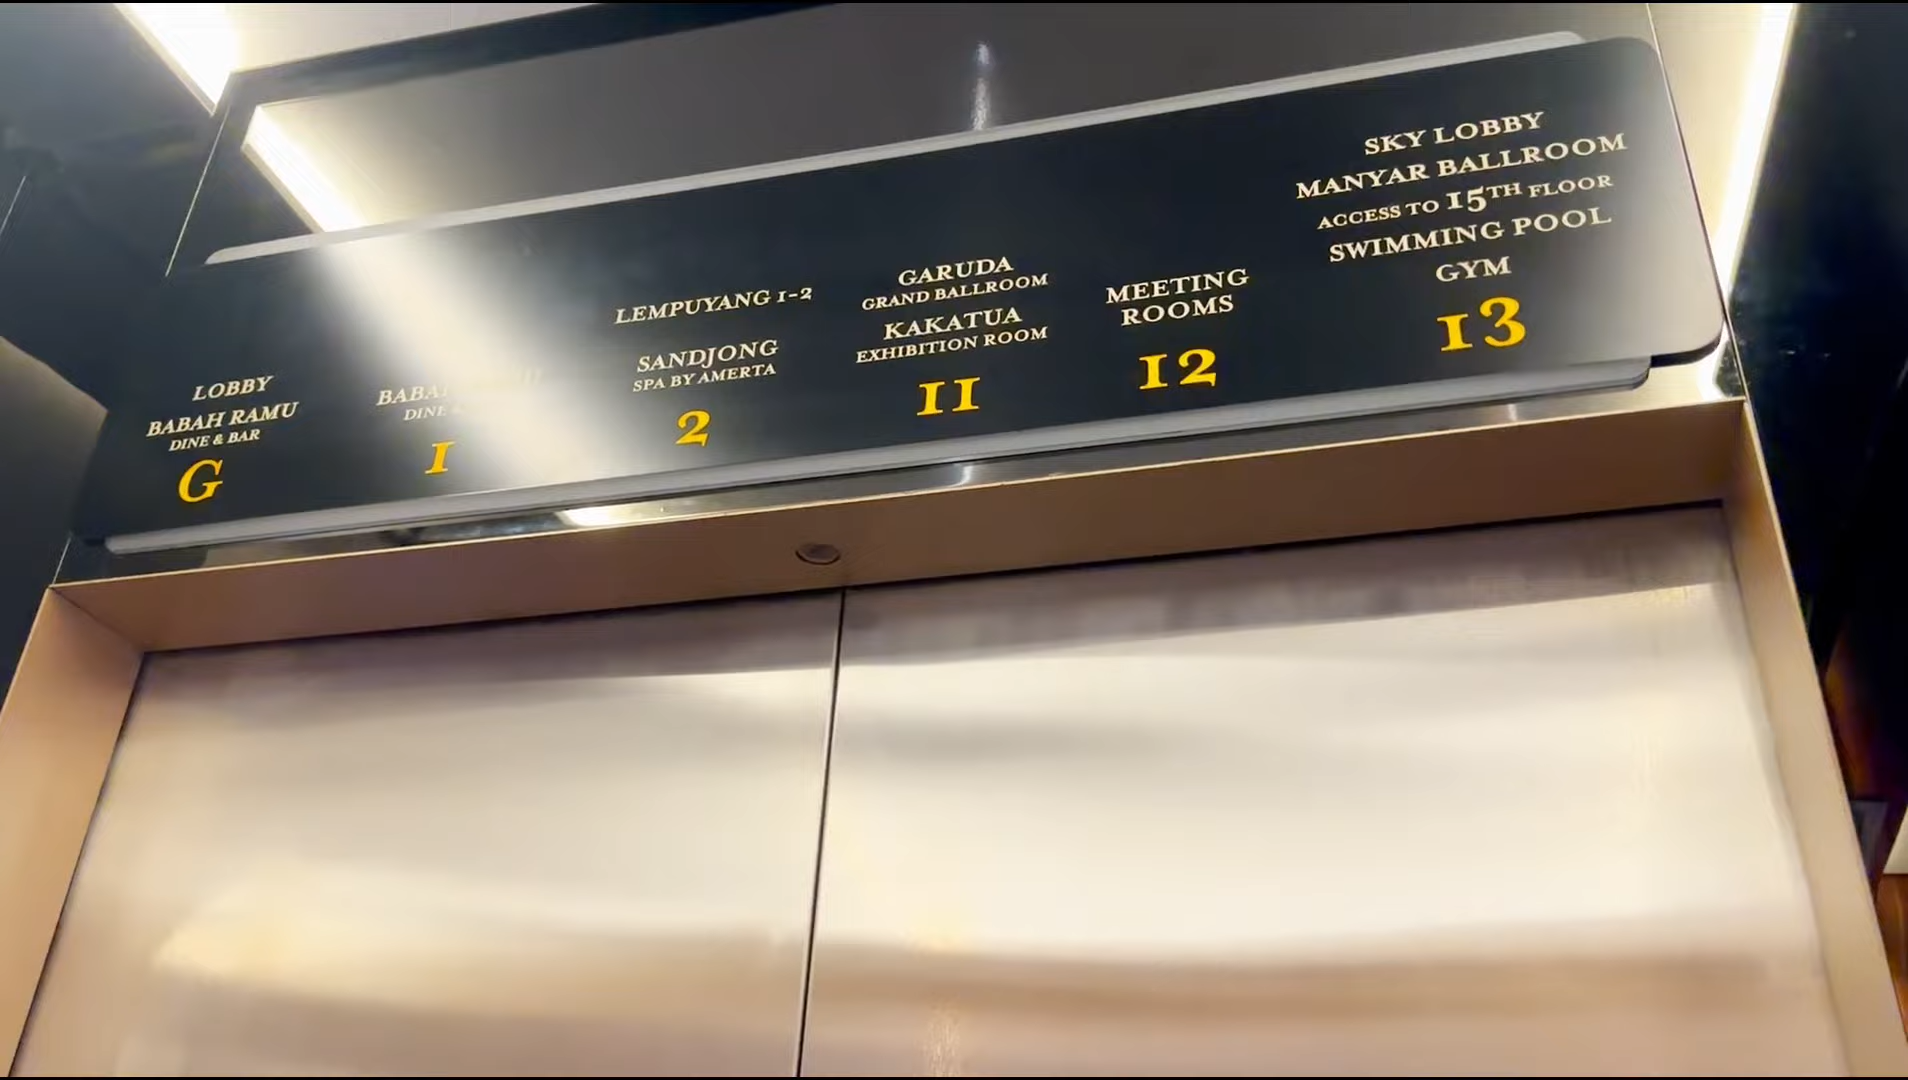 LOBBY
BABAH RAMU
DINE & BAR
G
DINE &
1
LEMPUYANG 1-2
SANDJONG
SPA BY AMERTA
2
GARUDA
GRAND BALLROOM
KAKATUA
EXHIBITION ROOM
11
MEETING
ROOMS
12
SKY LOBBY
MANYAR BALLROOM
ACCESS TO 15TH FLOOR
SWIMMING POOL
GYM
13